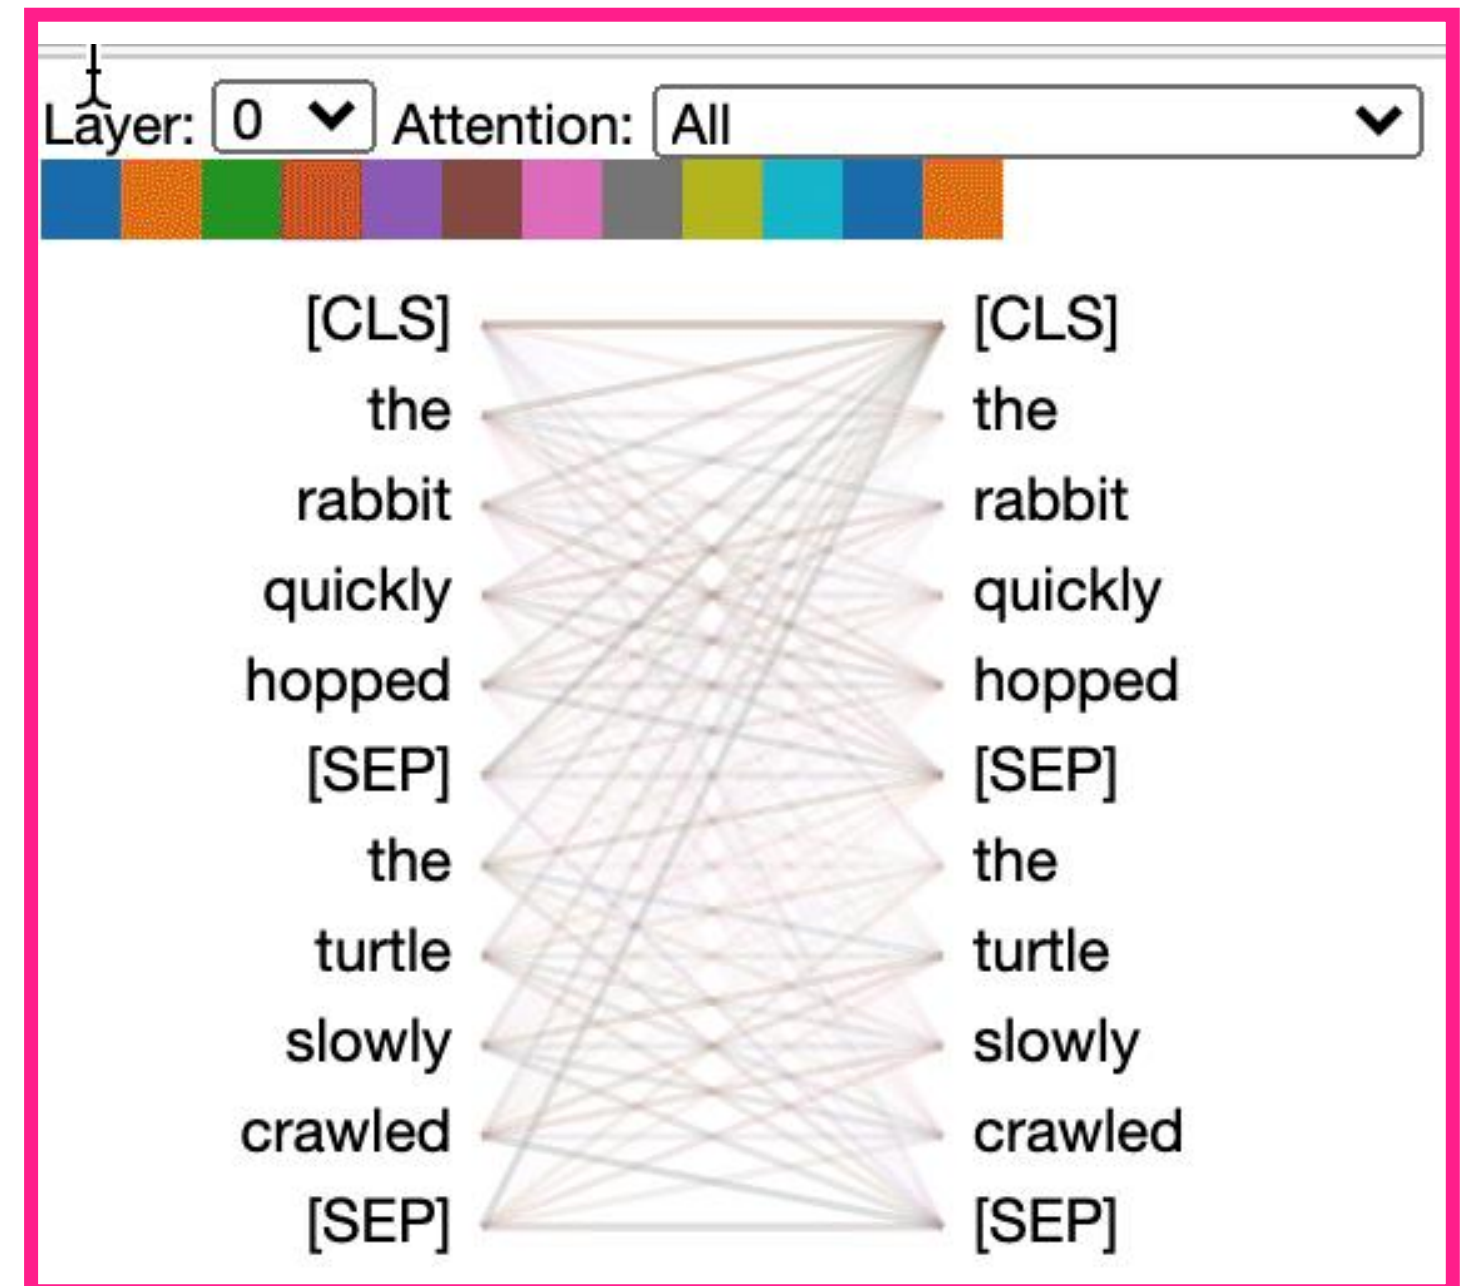 Layer: 0 Attention: All
[CLS] [CLS]
the the
rabbit rabbit
quickly quickly
hopped hopped
[SEP] [SEP]
the the
turtle turtle
slowly slowly
crawled crawled
[SEP] [SEP]